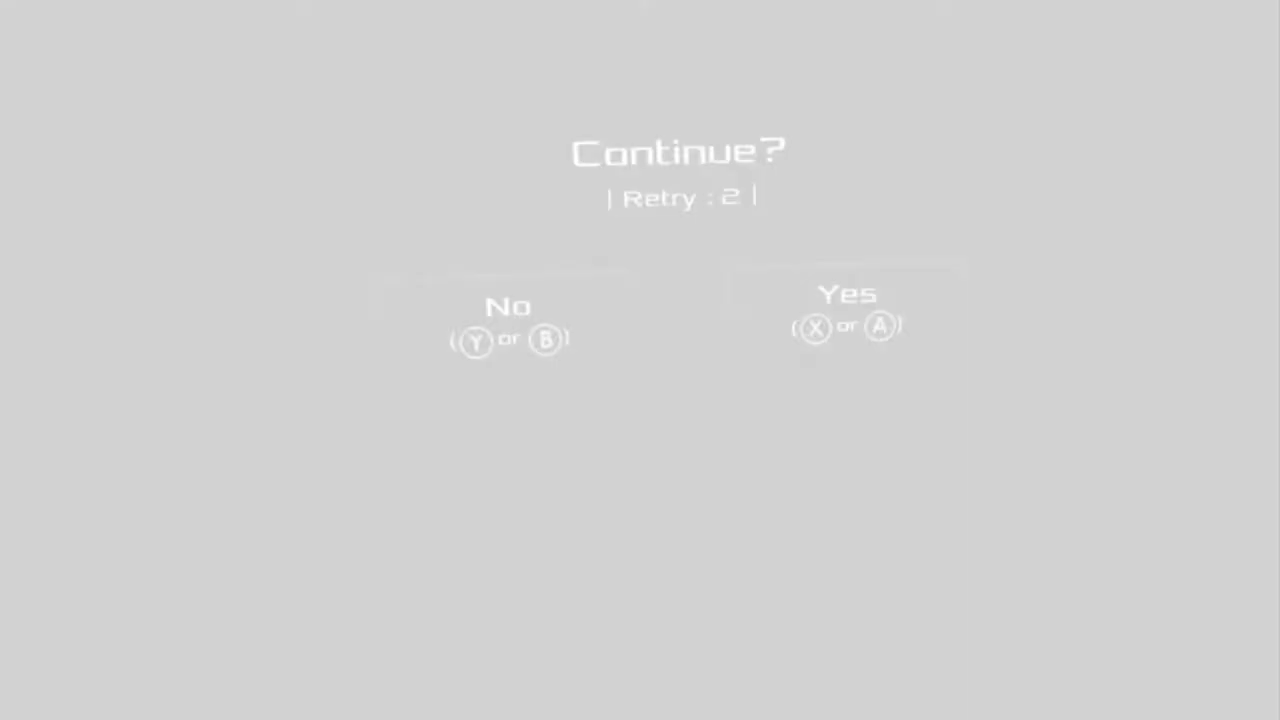 Continue?
| Retry : 2 |
No
(Y or B)
Yes
(X or A)